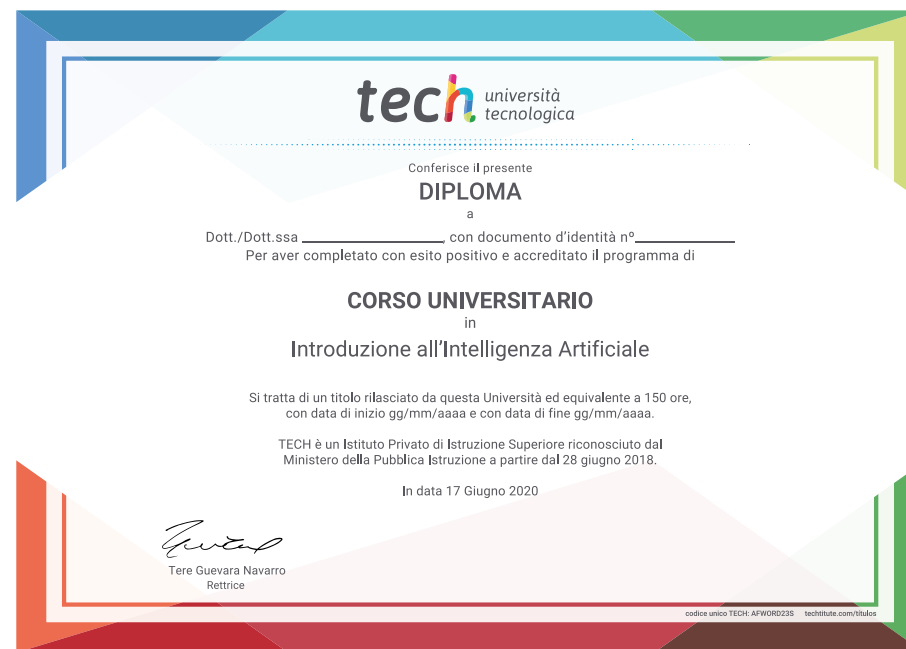 tech università
tecnologica
Conferisce il presente
DIPLOMA
a
Dott./Dott.ssa ____________, con documento d'identità nº____________
Per aver completato con esito positivo e accreditato il programma di
CORSO UNIVERSITARIO
in
Introduzione all'Intelligenza Artificiale
Si tratta di un titolo rilasciato da questa Università ed equivalente a 150 ore,
con data di inizio gg/mm/aaaa e con data di fine gg/mm/aaaa.
TECH è un Istituto Privato di Istruzione Superiore riconosciuto dal
Ministero della Pubblica Istruzione a partire dal 28 giugno 2018.
In data 17 Giugno 2020
Tere Guevara Navarro
Rettrice
codice unico TECH: AFWORD23S techtitute.com/titulos